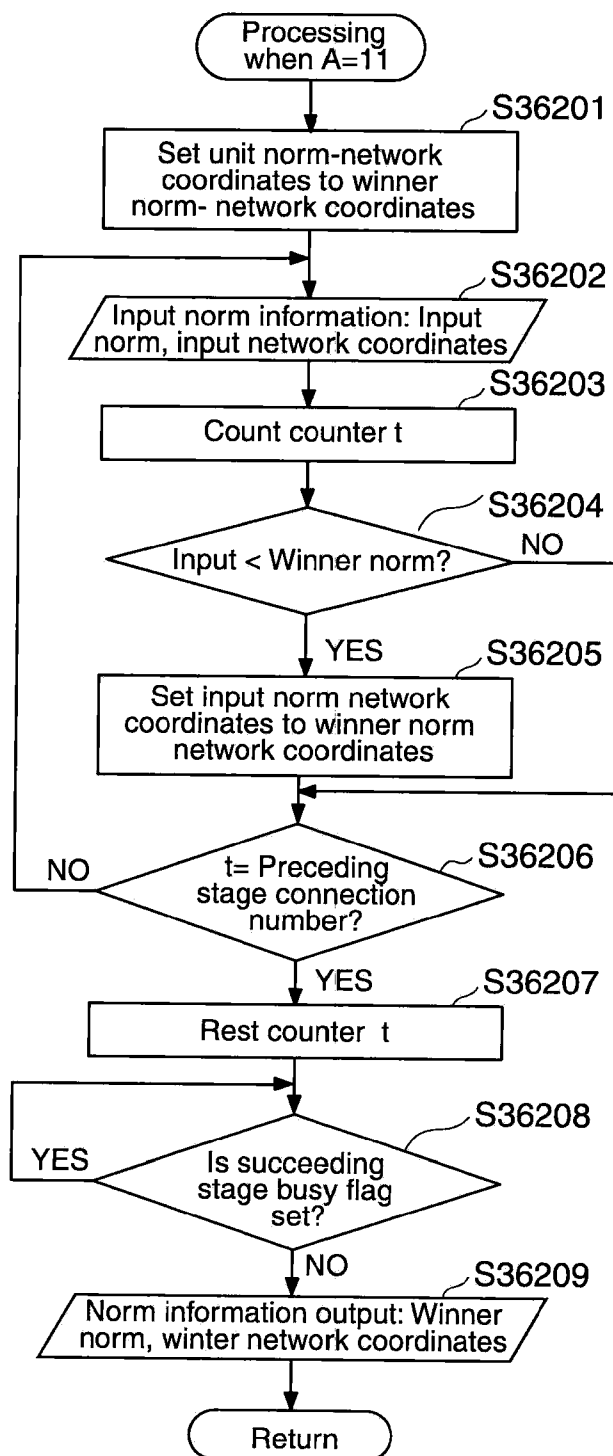 Processing
when A=11
S36201
Set unit norm-network
coordinates to winner
norm- network coordinates
S36202
Input norm information: Input
norm, input network coordinates
S36203
Count counter t
S36204
Input < Winner norm?
NO
YES
S36205
Set input norm network
coordinates to winner norm
network coordinates
S36206
t= Preceding
stage connection
number?
NO
YES
S36207
Rest counter t
S36208
Is succeeding
stage busy flag
set?
YES
NO
S36209
Norm information output: Winner
norm, winter network coordinates
Return